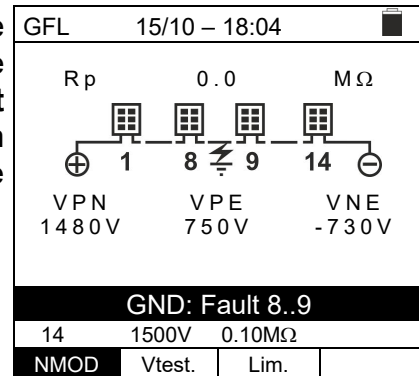 GFL 15/10 – 18:04
Rp 0.0 MΩ
1 8 9 14
VPN VPE VNE
1480V 750V -730V
GND: Fault 8..9
14 1500V 0.10MΩ
NMOD Vtest. Lim.